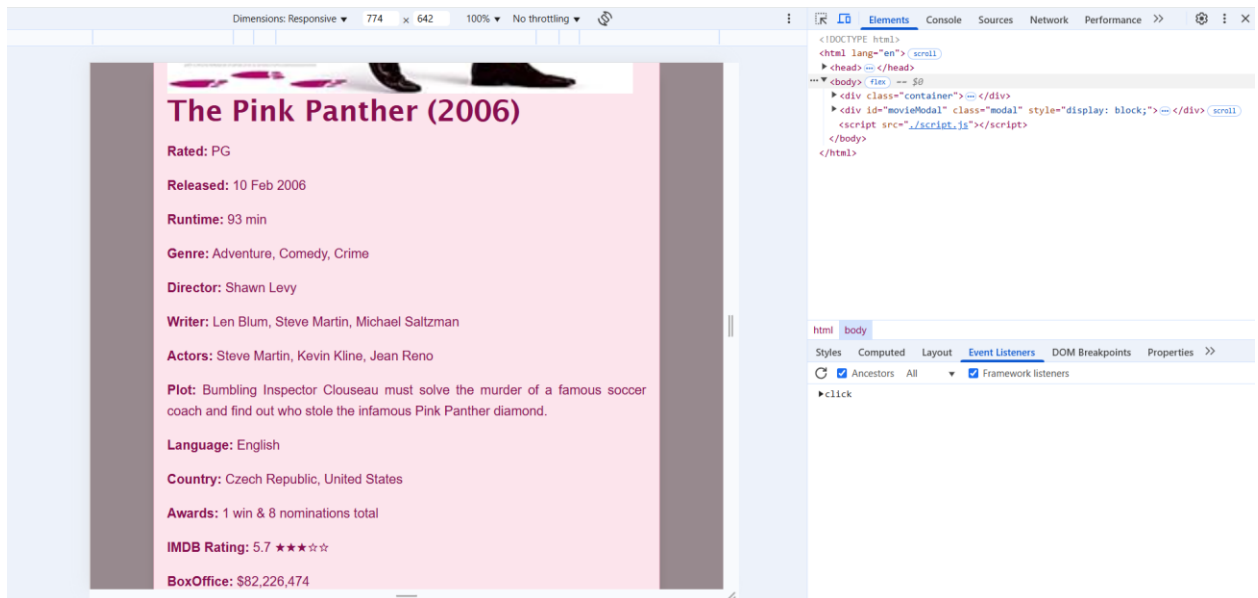 Dimensions: Responsive ▼ 774 × 642 100% ▼ No throttling ▼
Elements Console Sources Network Performance
The Pink Panther (2006)
Rated: PG
Released: 10 Feb 2006
Runtime: 93 min
Genre: Adventure, Comedy, Crime
Director: Shawn Levy
Writer: Len Blum, Steve Martin, Michael Saltzman
Actors: Steve Martin, Kevin Kline, Jean Reno
Plot: Bumbling Inspector Clouseau must solve the murder of a famous soccer
coach and find out who stole the infamous Pink Panther diamond.
Language: English
Country: Czech Republic, United States
Awards: 1 win & 8 nominations total
IMDB Rating: 5.7 ★★★☆☆
BoxOffice: $82,226,474
<!DOCTYPE html>
<html lang="en"> scroll
▶ <head> ⋯ </head>
⋯ ▼ <body> flex == $0
▶ <div class="container"> ⋯ </div>
▶ <div id="movieModal" class="modal" style="display: block;"> ⋯ </div> scroll
<script src="./script.js"></script>
</body>
</html>
html body
Styles Computed Layout Event Listeners DOM Breakpoints Properties
Ancestors All ▼ Framework listeners
▶click